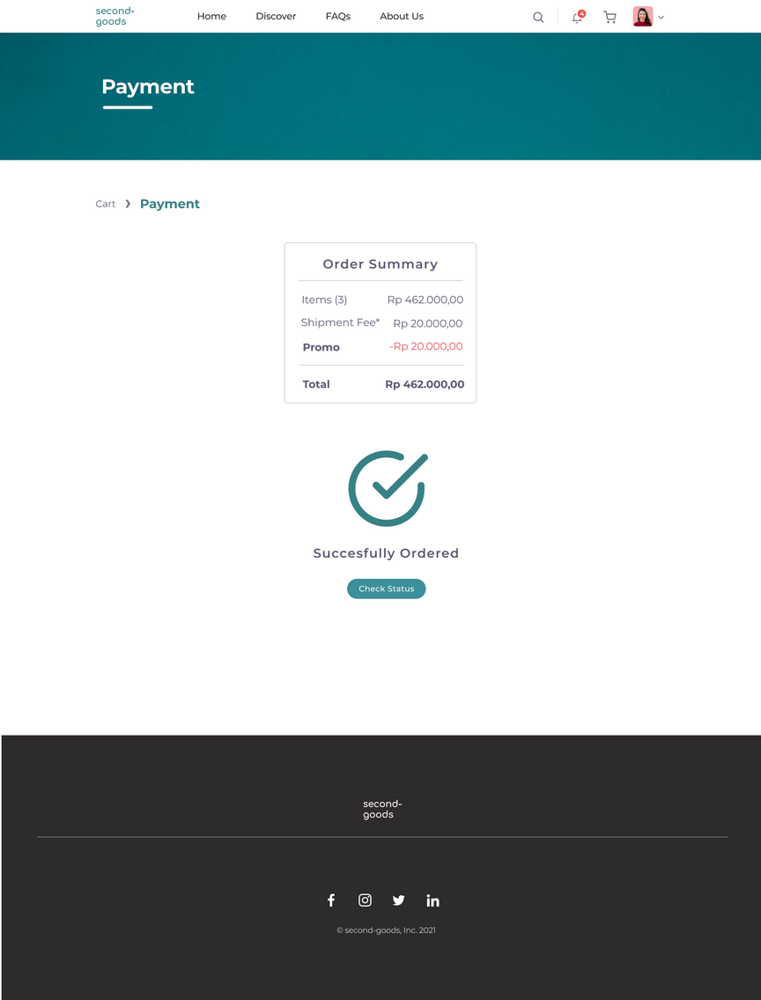 second-
goods
Home Discover FAQs About Us
4
Payment
Cart ❯ Payment
Order Summary
Items (3) Rp 462.000,00
Shipment Fee* Rp 20.000,00
Promo -Rp 20.000,00
Total Rp 462.000,00
Succesfully Ordered
Check Status
second-
goods
© second-goods, Inc. 2021